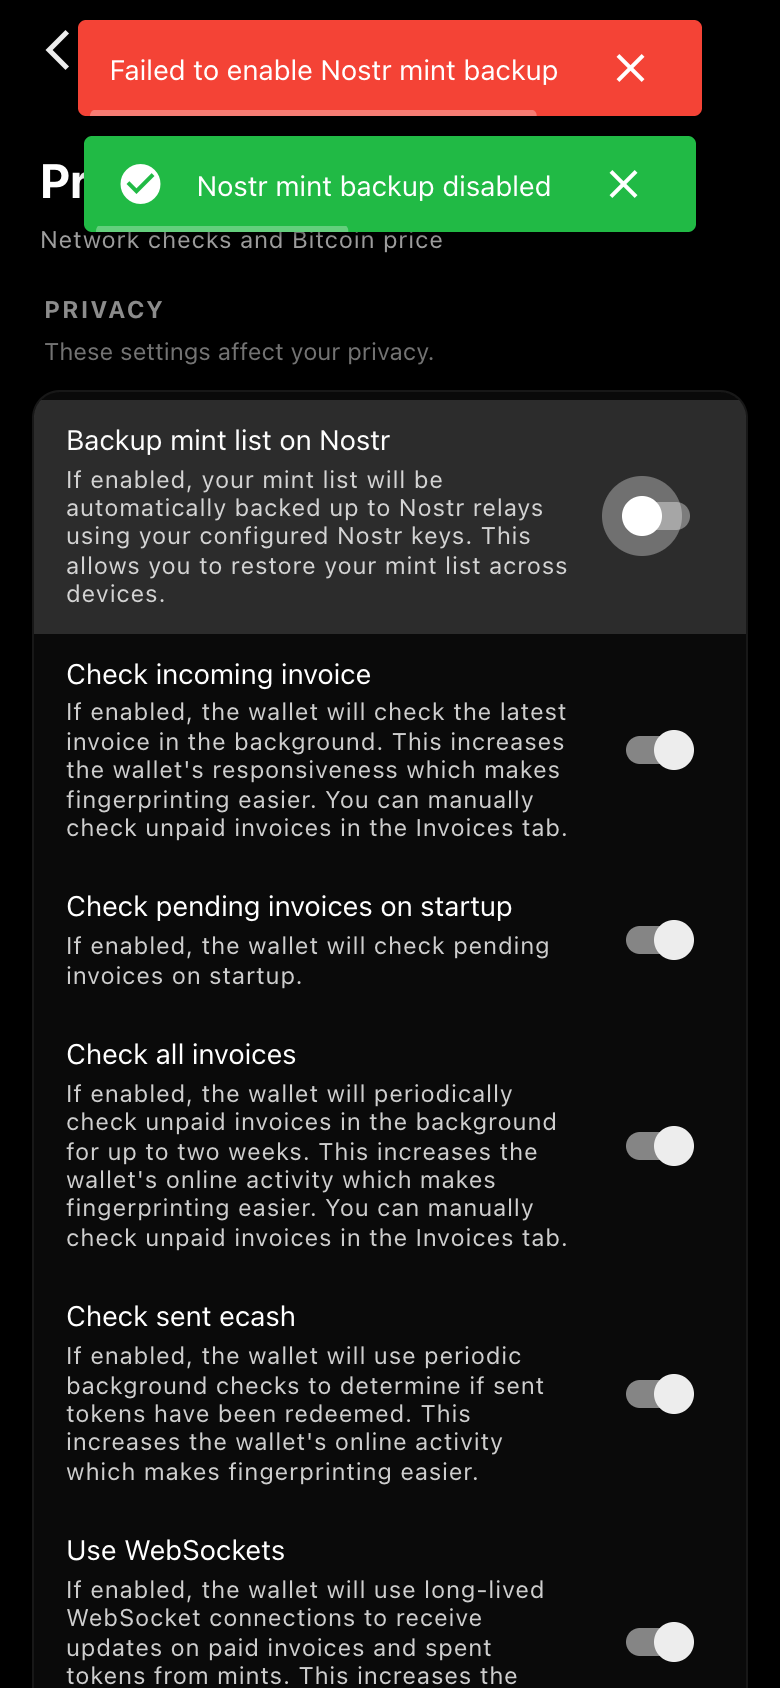 Failed to enable Nostr mint backup
Nostr mint backup disabled
Pr
Network checks and Bitcoin price
PRIVACY
These settings affect your privacy.
Backup mint list on Nostr
If enabled, your mint list will be
automatically backed up to Nostr relays
using your configured Nostr keys. This
allows you to restore your mint list across
devices.
Check incoming invoice
If enabled, the wallet will check the latest
invoice in the background. This increases
the wallet's responsiveness which makes
fingerprinting easier. You can manually
check unpaid invoices in the Invoices tab.
Check pending invoices on startup
If enabled, the wallet will check pending
invoices on startup.
Check all invoices
If enabled, the wallet will periodically
check unpaid invoices in the background
for up to two weeks. This increases the
wallet's online activity which makes
fingerprinting easier. You can manually
check unpaid invoices in the Invoices tab.
Check sent ecash
If enabled, the wallet will use periodic
background checks to determine if sent
tokens have been redeemed. This
increases the wallet's online activity
which makes fingerprinting easier.
Use WebSockets
If enabled, the wallet will use long-lived
WebSocket connections to receive
updates on paid invoices and spent
tokens from mints. This increases the